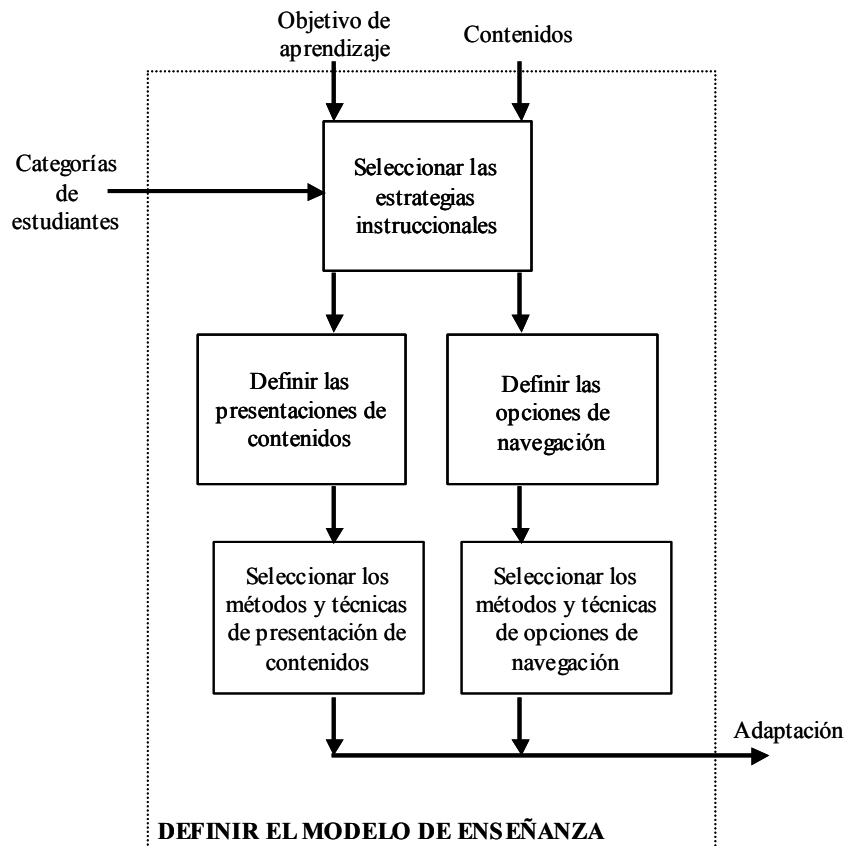 Objetivo de
aprendizaje
Contenidos
Categorías
de
estudiantes
Seleccionar las
estrategias
instruccionales
Definir las
presentaciones de
contenidos
Definir las
opciones de
navegación
Seleccionar los
métodos y técnicas
de presentación de
contenidos
Seleccionar los
métodos y técnicas
de opciones de
navegación
Adaptación
DEFINIR EL MODELO DE ENSEÑANZA